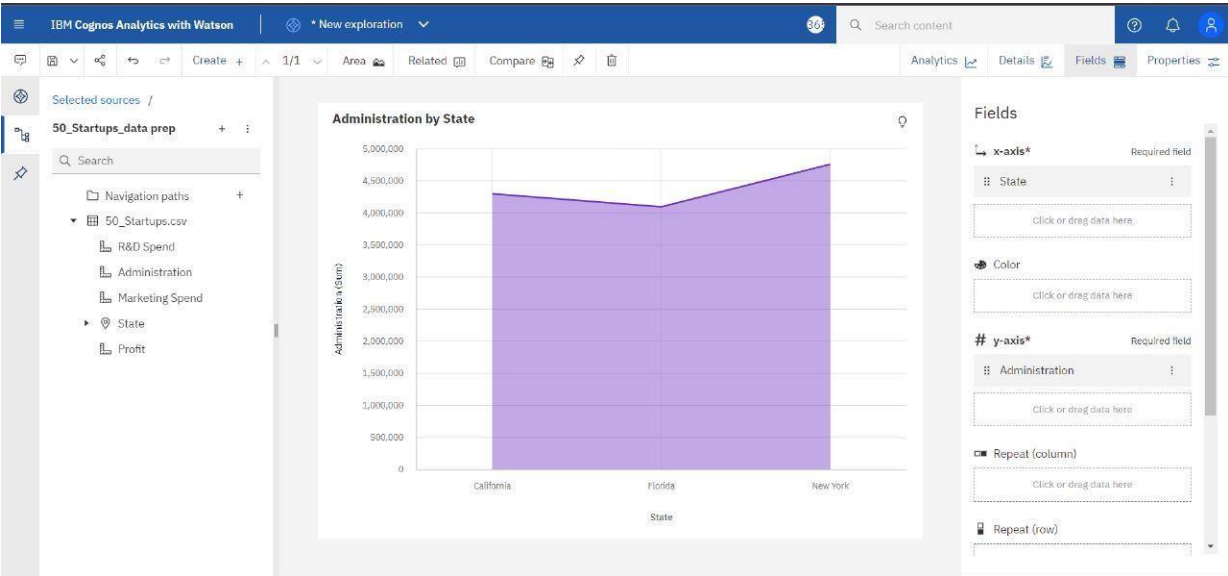 IBM Cognos Analytics with Watson
* New exploration
365
Search content
Create +
1/1
Area
Related
Compare
Analytics
Details
Fields
Properties
Selected sources /
50_Startups_data prep
Search
Navigation paths
50_Startups.csv
R&D Spend
Administration
Marketing Spend
State
Profit
Administration by State
5,000,000
4,500,000
4,000,000
3,500,000
3,000,000
2,500,000
2,000,000
1,500,000
1,000,000
500,000
0
Administration (Sum)
California
Florida
New York
State
Fields
x-axis*
Required field
State
Click or drag data here
Color
Click or drag data here
# y-axis*
Required field
Administration
Click or drag data here
Repeat (column)
Click or drag data here
Repeat (row)